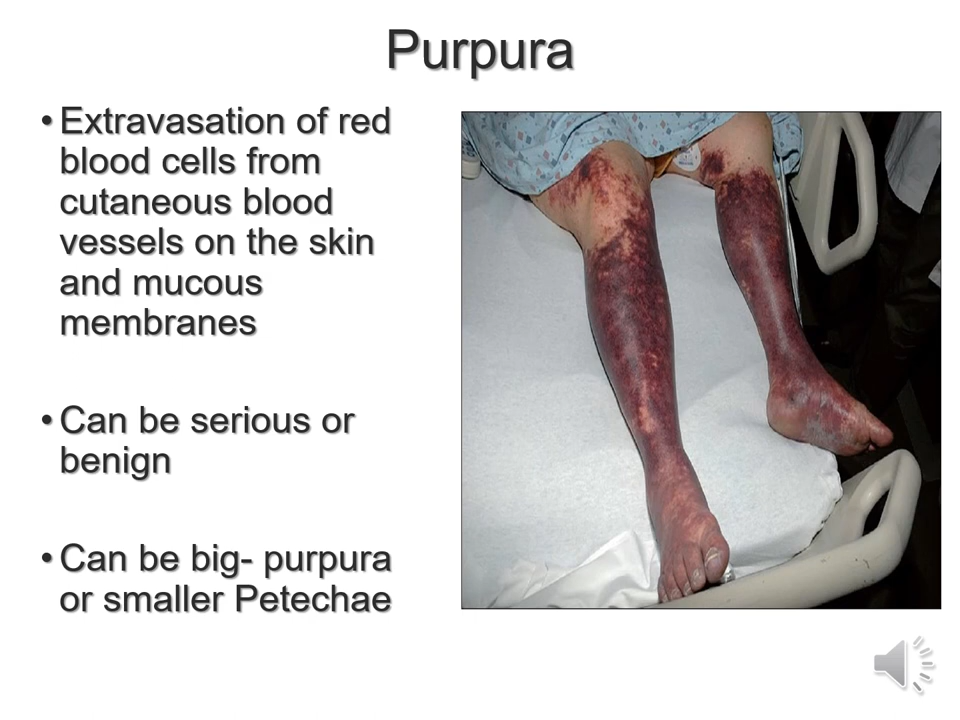 Purpura
• Extravasation of red
blood cells from
cutaneous blood
vessels on the skin
and mucous
membranes
• Can be serious or
benign
• Can be big- purpura
or smaller Petechae